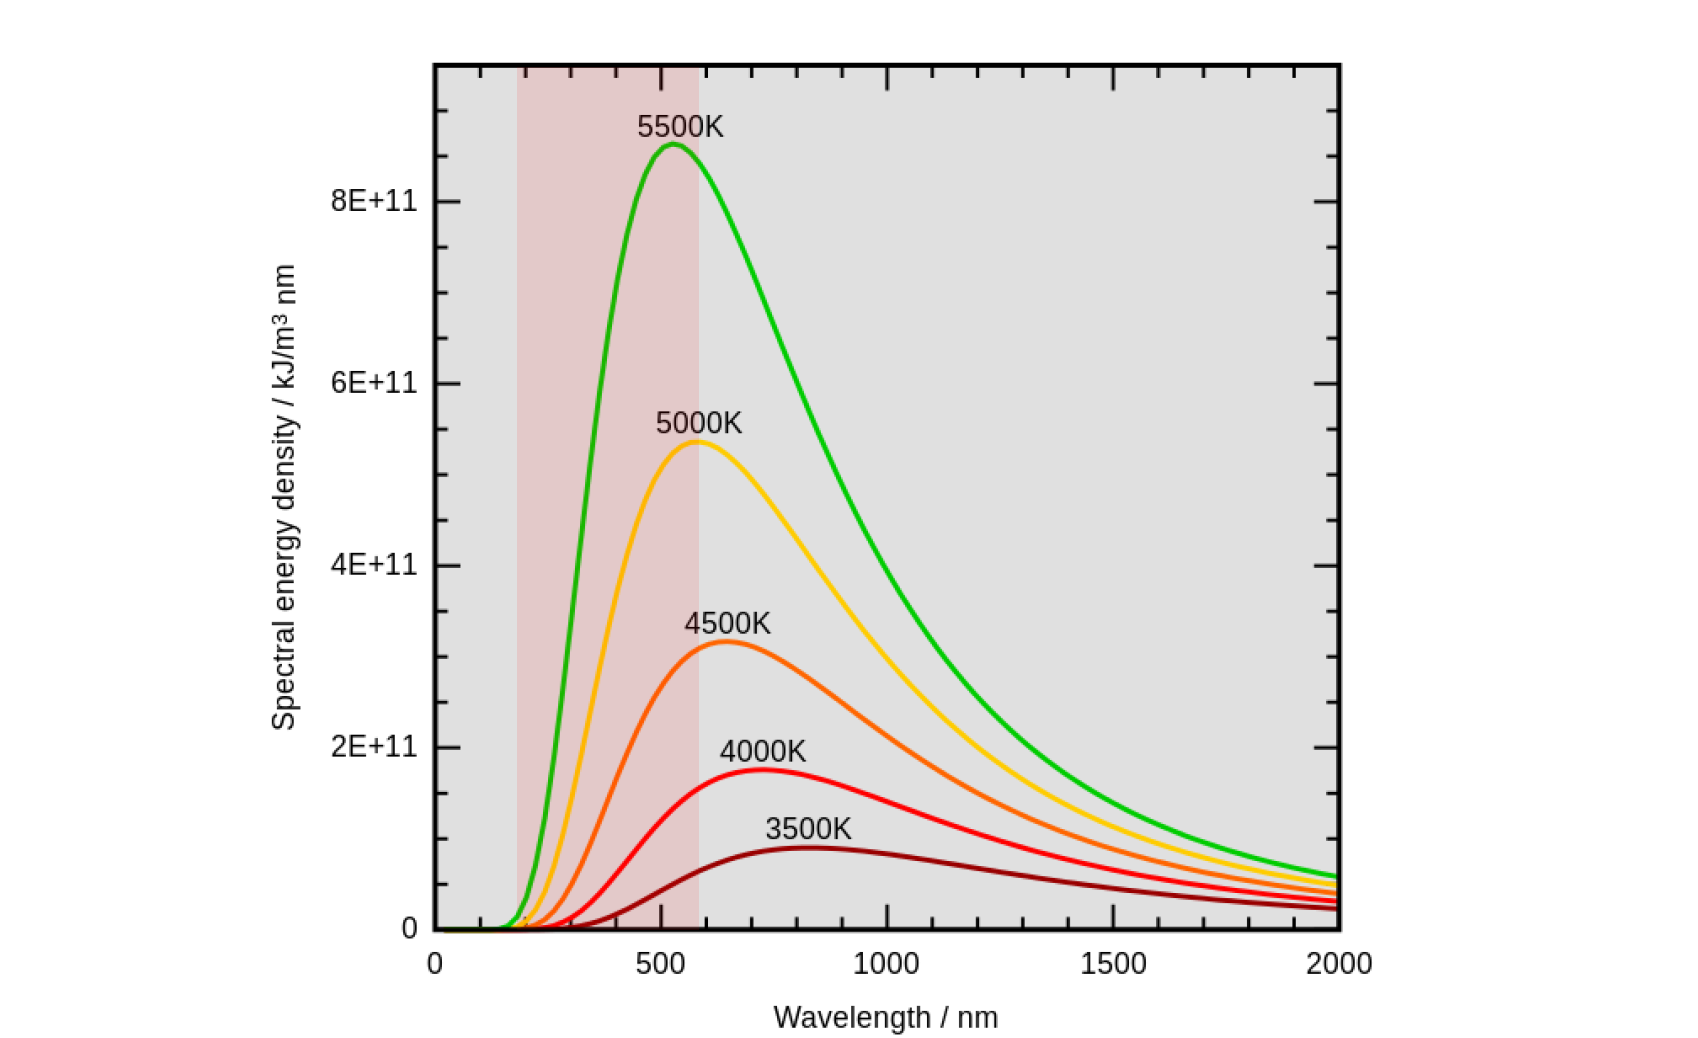 5500K
8E+11
6E+11
5000K
4E+11
4500K
2E+11
4000K
3500K
0
0 500 1000 1500 2000
Wavelength / nm
Spectral energy density / kJ/m³ nm